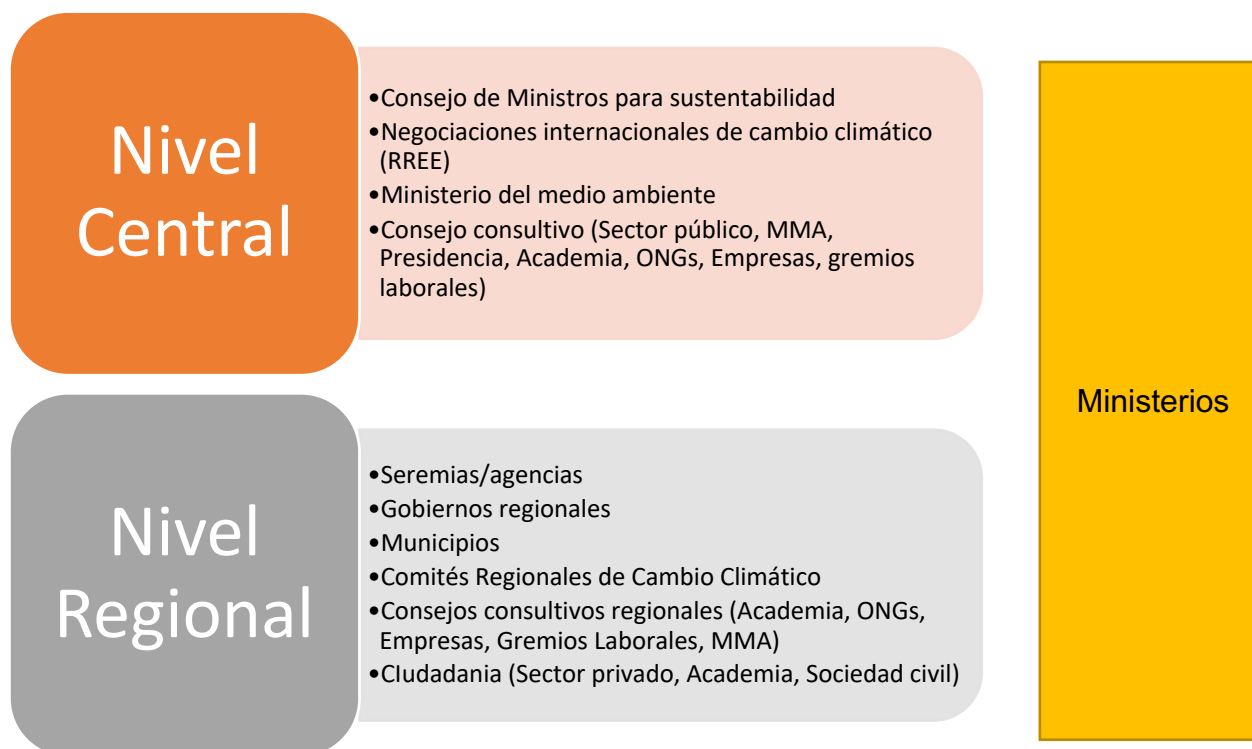 Nivel
Central
•Consejo de Ministros para sustentabilidad
•Negociaciones internacionales de cambio climático
(RREE)
•Ministerio del medio ambiente
•Consejo consultivo (Sector público, MMA,
Presidencia, Academia, ONGs, Empresas, gremios
laborales)
Nivel
Regional
•Seremias/agencias
•Gobiernos regionales
•Municipios
•Comités Regionales de Cambio Climático
•Consejos consultivos regionales (Academia, ONGs,
Empresas, Gremios Laborales, MMA)
•CIudadania (Sector privado, Academia, Sociedad civil)
Ministerios